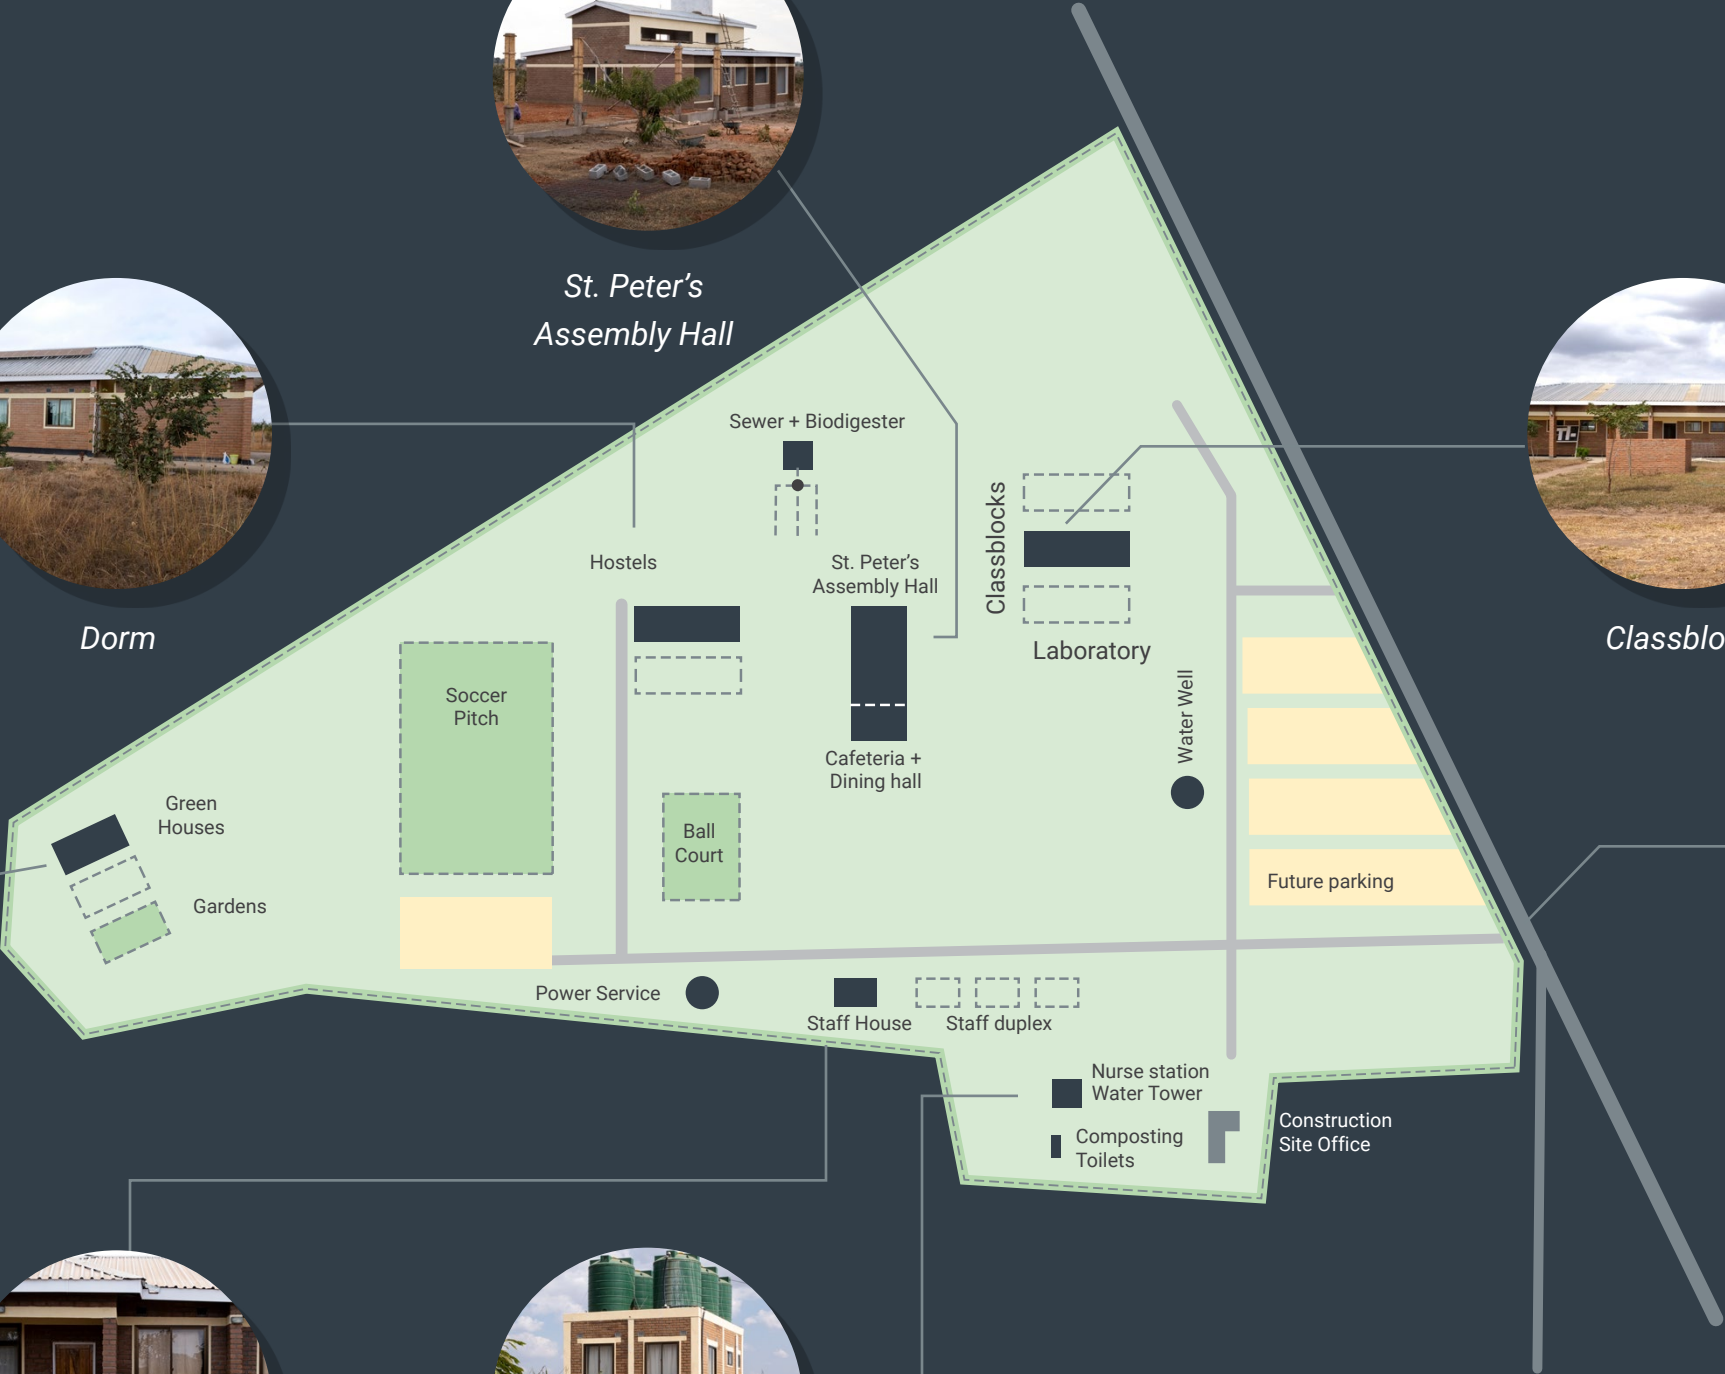 St. Peter’s
Assembly Hall
Dorm
Classblo
Sewer + Biodigester
Hostels
St. Peter’s
Assembly Hall
Classblocks
Laboratory
Soccer
Pitch
Water Well
Cafeteria +
Dining hall
Green
Houses
Ball
Court
Future parking
Gardens
Power Service
Staff House
Staff duplex
Nurse station
Water Tower
Composting
Toilets
Construction
Site Office